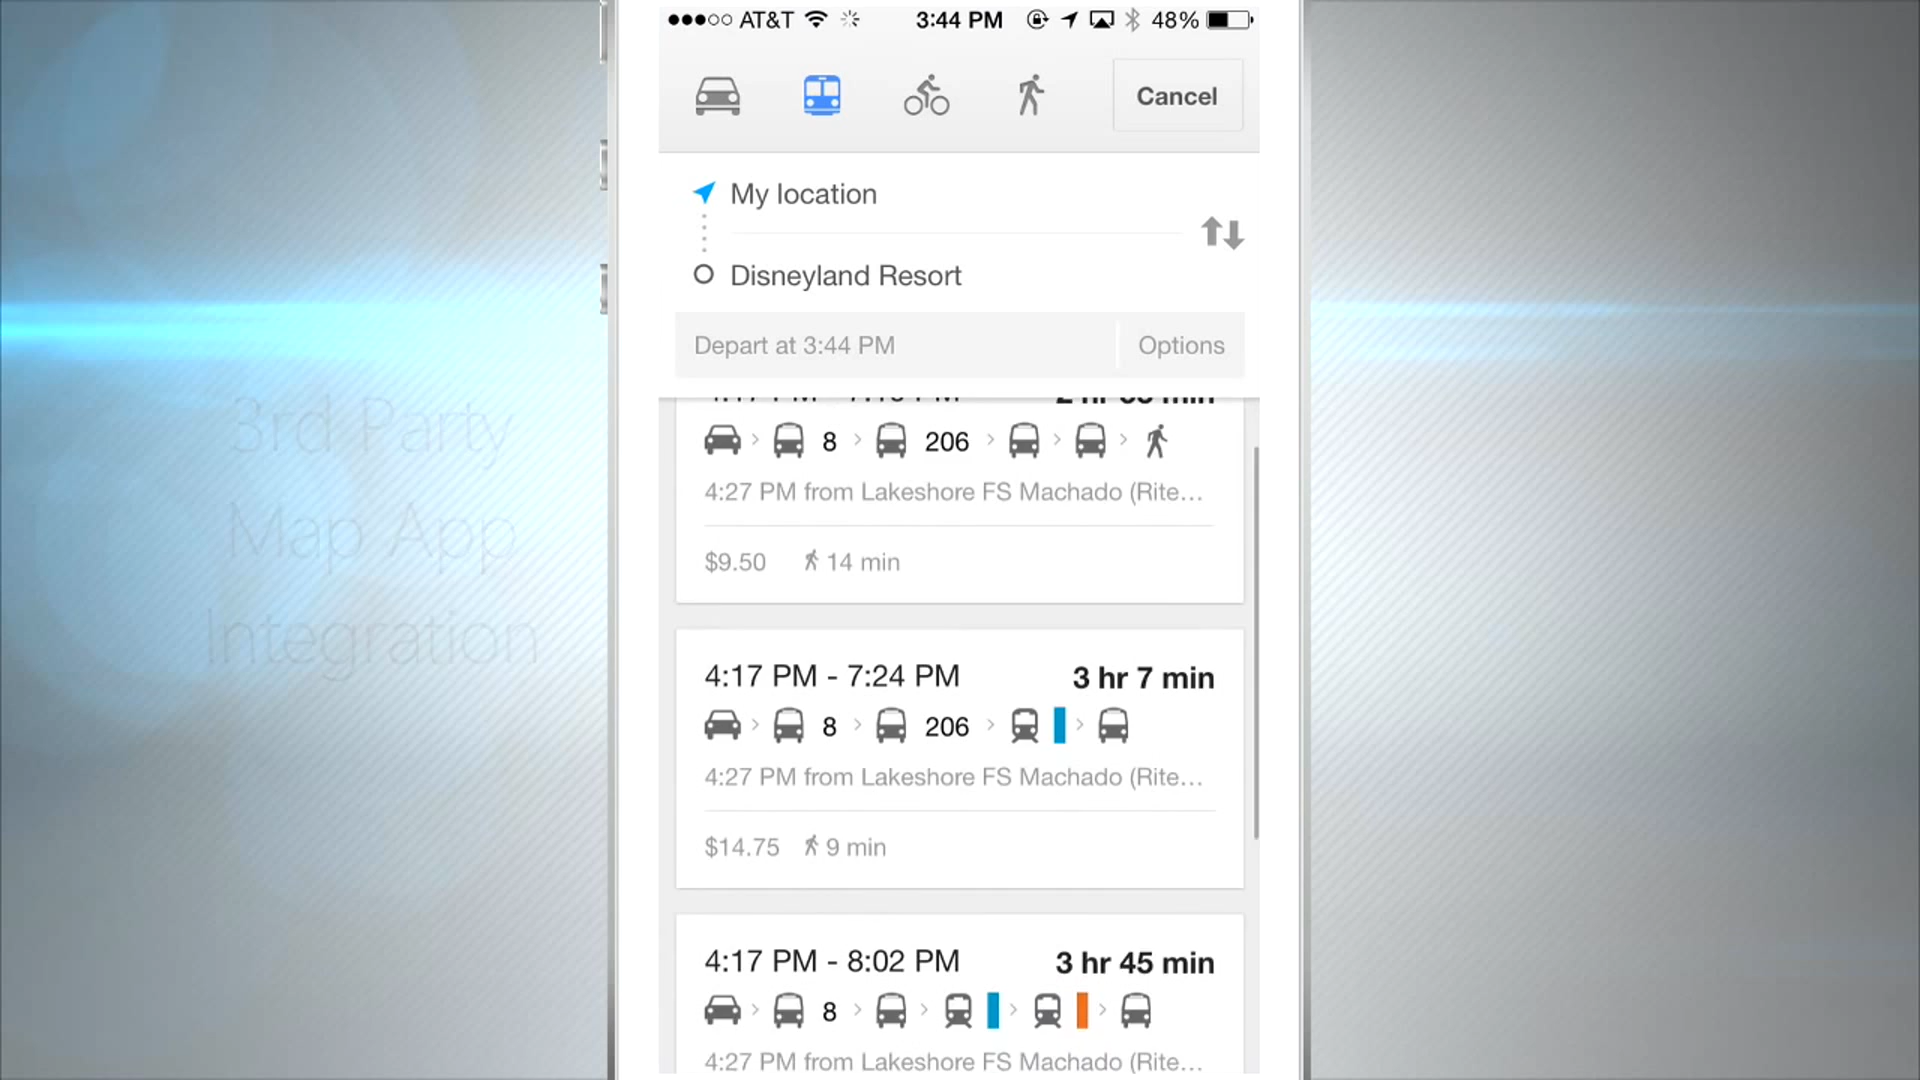 AT&T 3:44 PM 48%
Cancel
My location
Disneyland Resort
Depart at 3:44 PM Options
8 206
4:27 PM from Lakeshore FS Machado (Rite...
$9.50 14 min
4:17 PM - 7:24 PM 3 hr 7 min
8 206
4:27 PM from Lakeshore FS Machado (Rite...
$14.75 9 min
4:17 PM - 8:02 PM 3 hr 45 min
8
4:27 PM from Lakeshore FS Machado (Rite...
3rd Party
Map App
Integration